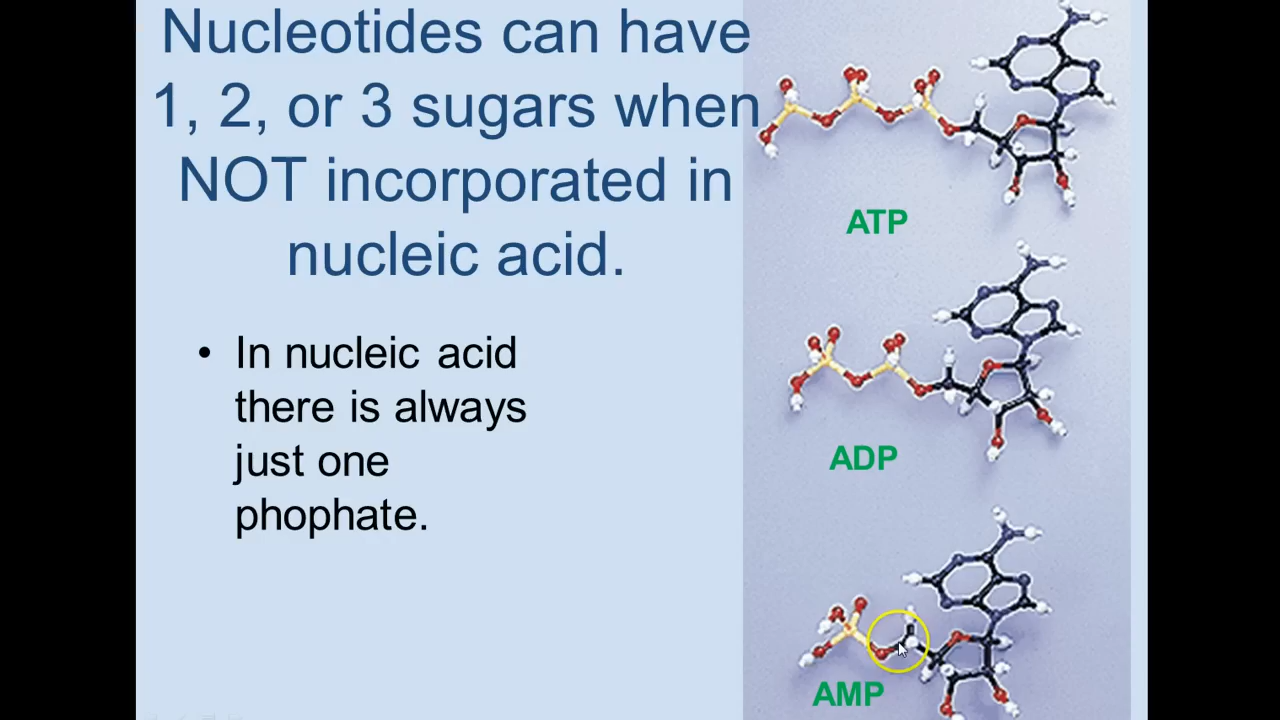 Nucleotides can have
1, 2, or 3 sugars when
NOT incorporated in
nucleic acid.
• In nucleic acid
there is always
just one
phophate.
ATP
ADP
AMP